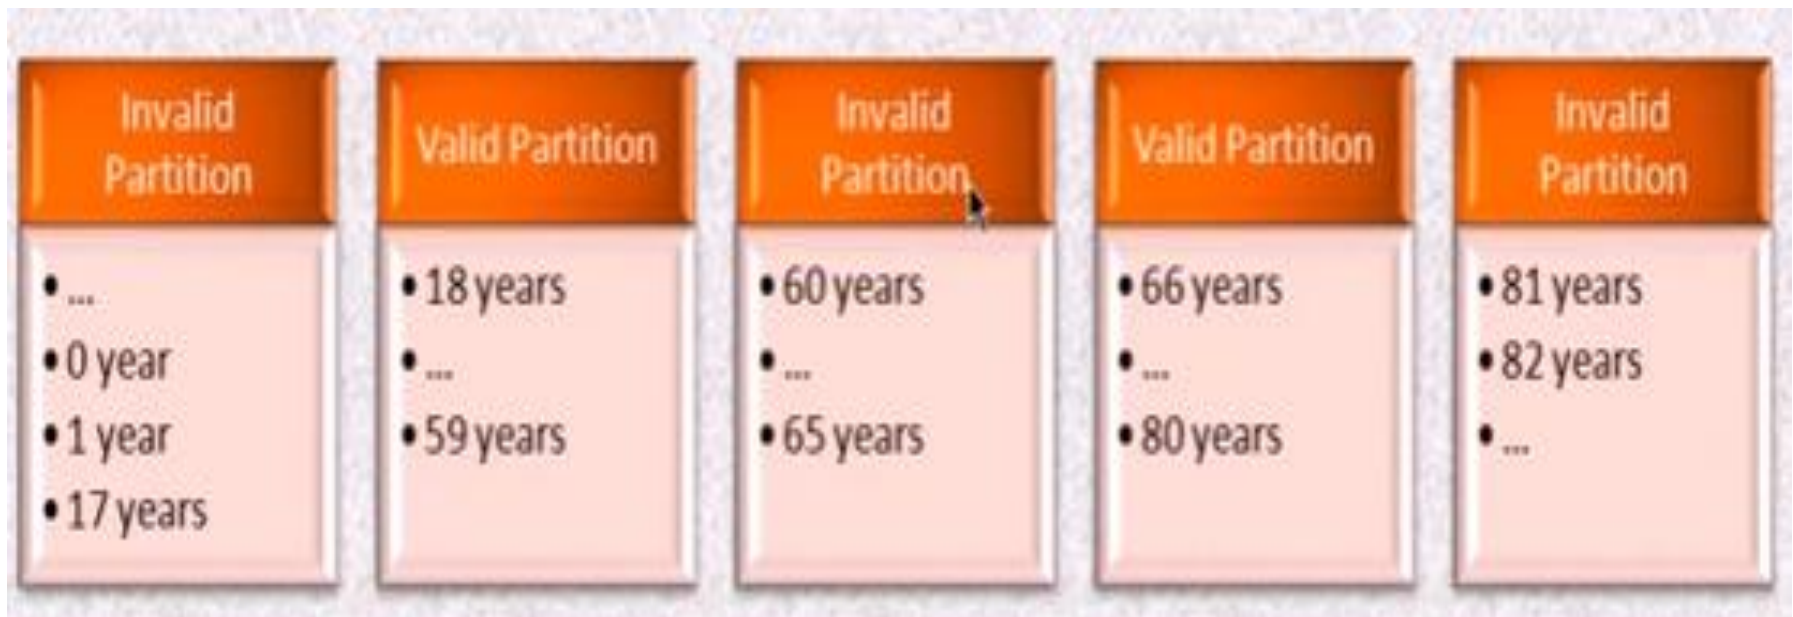 Invalid
Partition
• ...
• 0 year
• 1 year
• 17 years
Valid Partition
• 18 years
• ...
• 59 years
Invalid
Partition
• 60 years
• ...
• 65 years
Valid Partition
• 66 years
• ...
• 80 years
Invalid
Partition
• 81 years
• 82 years
• ...